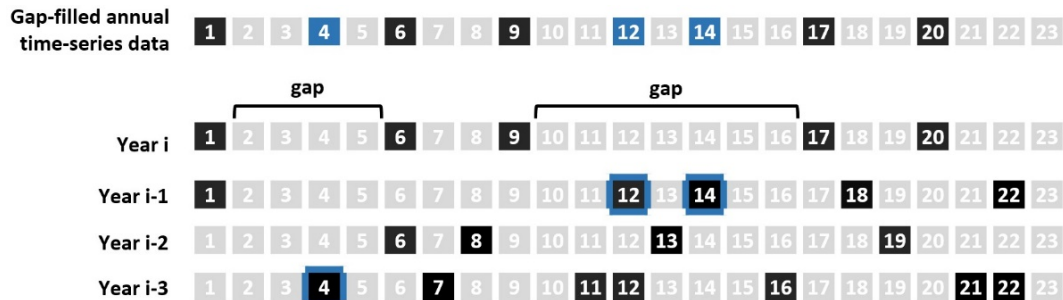 Gap-filled annual
time-series data
1 2 3 4 5 6 7 8 9 10 11 12 13 14 15 16 17 18 19 20 21 22 23
gap gap
Year i 1 2 3 4 5 6 7 8 9 10 11 12 13 14 15 16 17 18 19 20 21 22 23
Year i-1 1 2 3 4 5 6 7 8 9 10 11 12 13 14 15 16 17 18 19 20 21 22 23
Year i-2 1 2 3 4 5 6 7 8 9 10 11 12 13 14 15 16 17 18 19 20 21 22 23
Year i-3 1 2 3 4 5 6 7 8 9 10 11 12 13 14 15 16 17 18 19 20 21 22 23